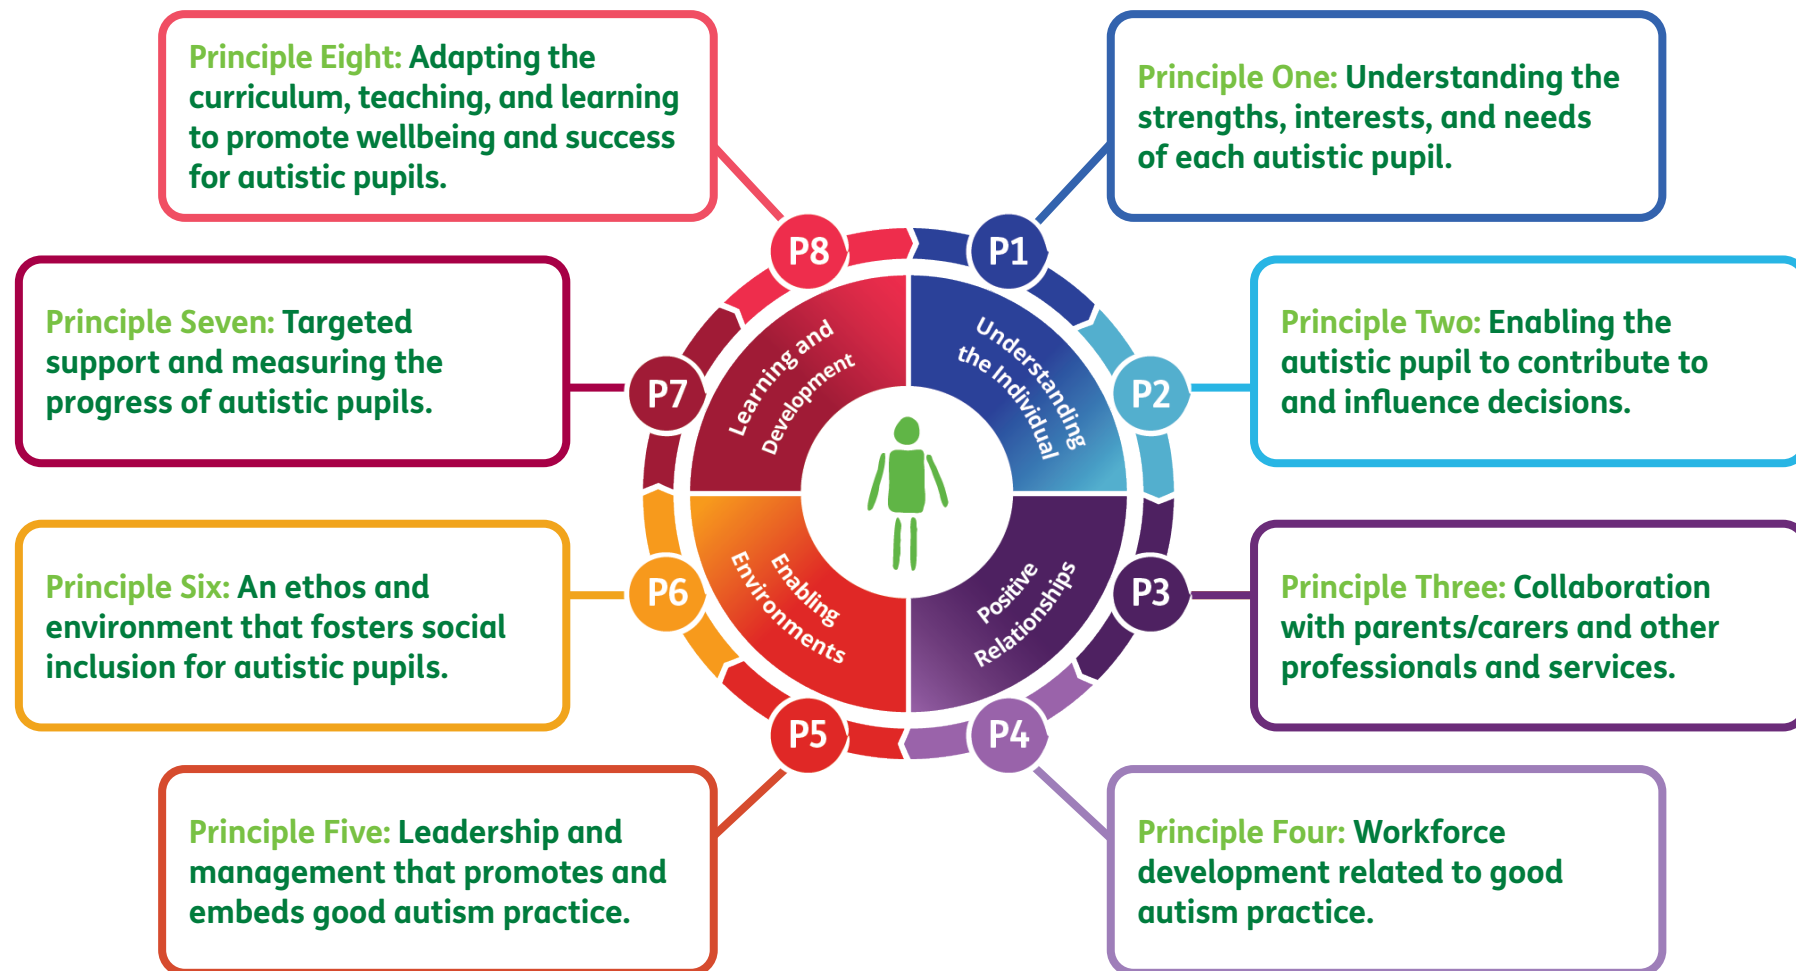 Principle Eight: Adapting the
curriculum, teaching, and learning
to promote wellbeing and success
for autistic pupils.
Principle One: Understanding the
strengths, interests, and needs
of each autistic pupil.
Principle Seven: Targeted
support and measuring the
progress of autistic pupils.
Principle Two: Enabling the
autistic pupil to contribute to
and influence decisions.
P8
P1
P7
P2
Learning and
Development
Understanding
the Individual
Enabling
Environments
Positive
Relationships
P6
P3
P5
P4
Principle Six: An ethos and
environment that fosters social
inclusion for autistic pupils.
Principle Three: Collaboration
with parents/carers and other
professionals and services.
Principle Five: Leadership and
management that promotes and
embeds good autism practice.
Principle Four: Workforce
development related to good
autism practice.